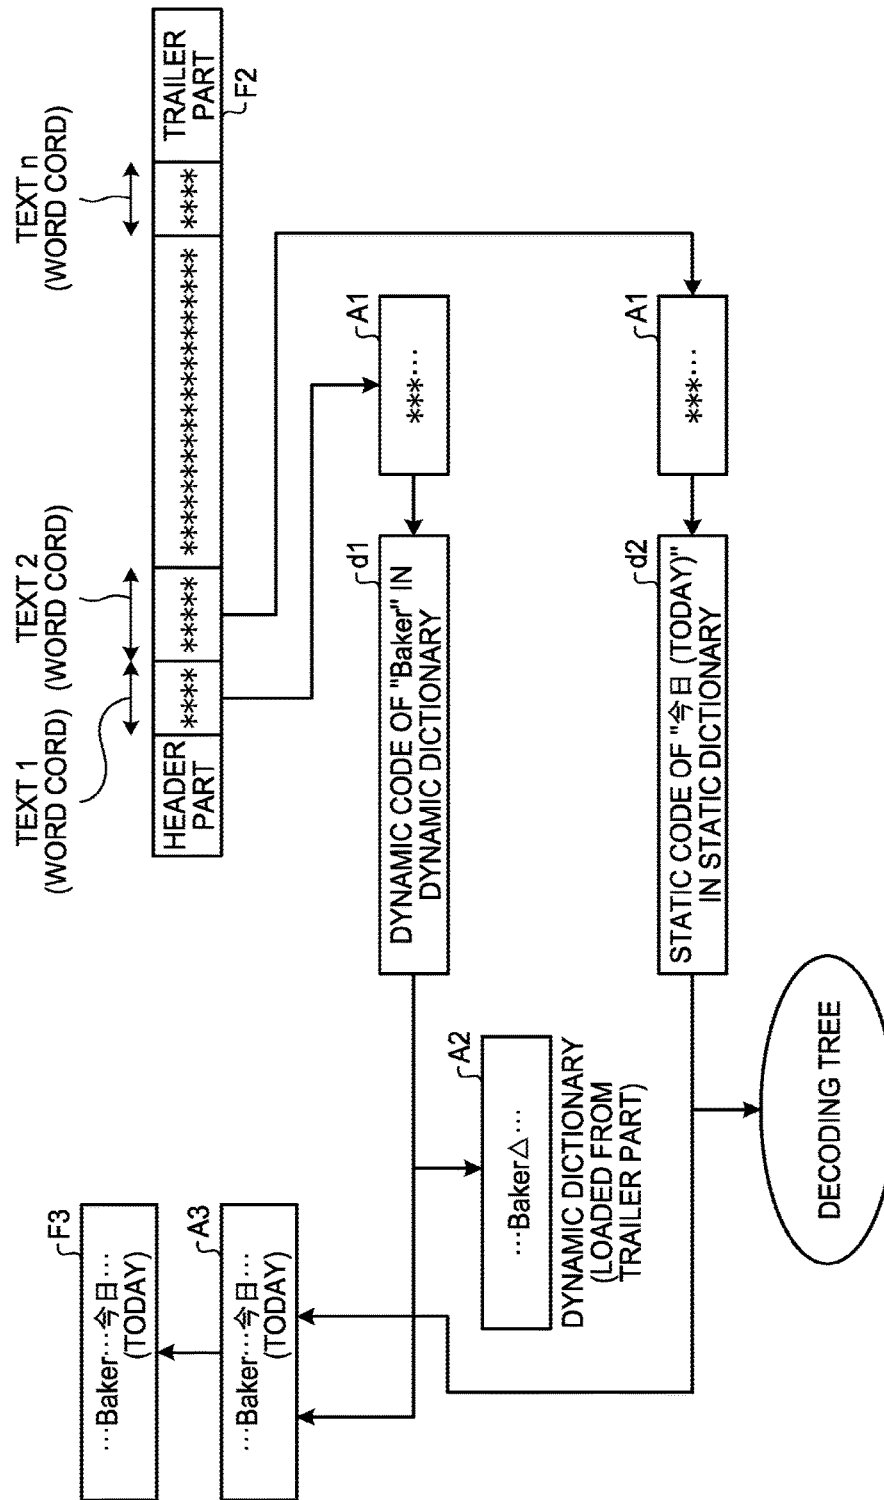 TEXT 1
(WORD CORD)
TEXT 2
(WORD CORD)
TEXT n
(WORD CORD)
HEADER
PART
****
*****
******************
****
TRAILER
PART
F2
A1
***…
d1
DYNAMIC CODE OF "Baker" IN
DYNAMIC DICTIONARY
A1
***…
d2
STATIC CODE OF "今日 (TODAY)"
IN STATIC DICTIONARY
A2
…Baker△…
DYNAMIC DICTIONARY
(LOADED FROM
TRAILER PART)
DECODING TREE
A3
…Baker…今日…
(TODAY)
F3
…Baker…今日…
(TODAY)